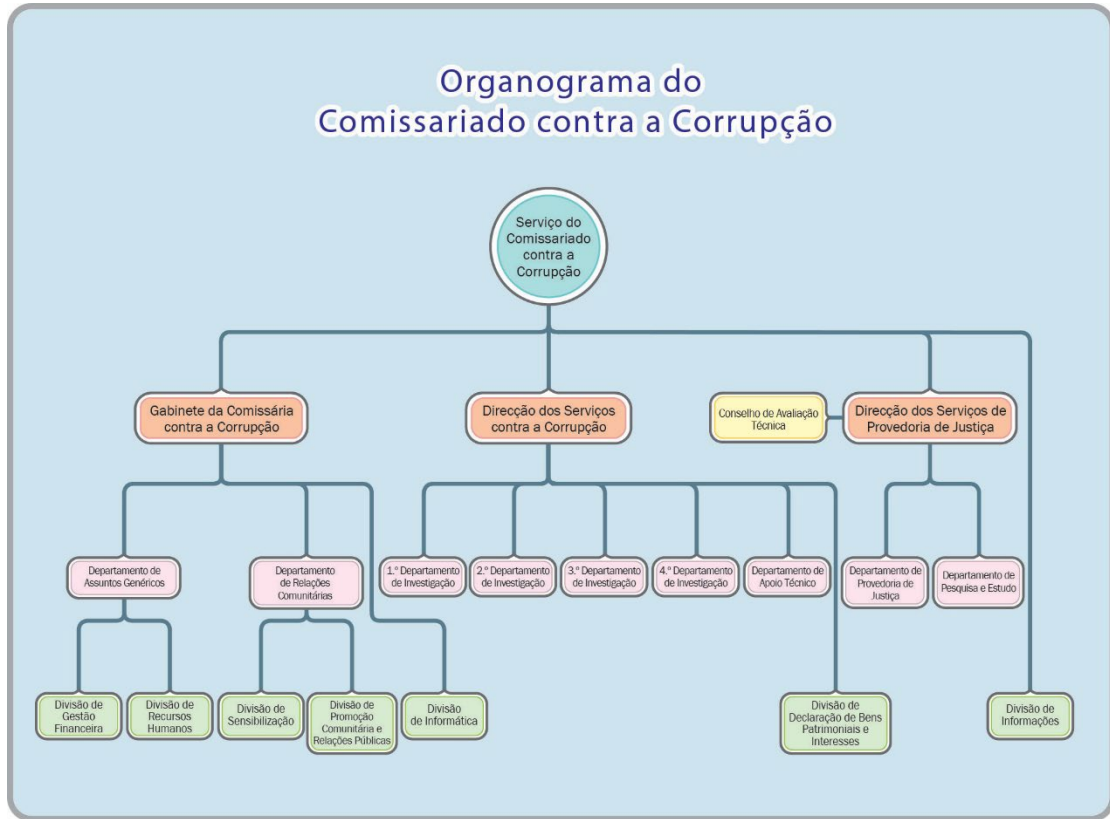 Organograma do
Comissariado contra a Corrupção
Serviço do
Comissariado
contra a
Corrupção
Gabinete da Comissária
contra a Corrupção
Direcção dos Serviços
contra a Corrupção
Conselho de Avaliação
Técnica
Direcção dos Serviços de
Provedoria de Justiça
Departamento de
Assuntos Genéricos
Departamento
de Relações
Comunitárias
1.º Departamento
de Investigação
2.º Departamento
de Investigação
3.º Departamento
de Investigação
4.º Departamento
de Investigação
Departamento de
Apoio Técnico
Departamento de
Provedoria de
Justiça
Departamento de
Pesquisa e Estudo
Divisão de
Gestão
Financeira
Divisão de
Recursos
Humanos
Divisão de
Sensibilização
Divisão de
Promoção
Comunitária e
Relações Públicas
Divisão
de Informática
Divisão de
Declaração de Bens
Patrimoniais e
Interesses
Divisão de
Informações